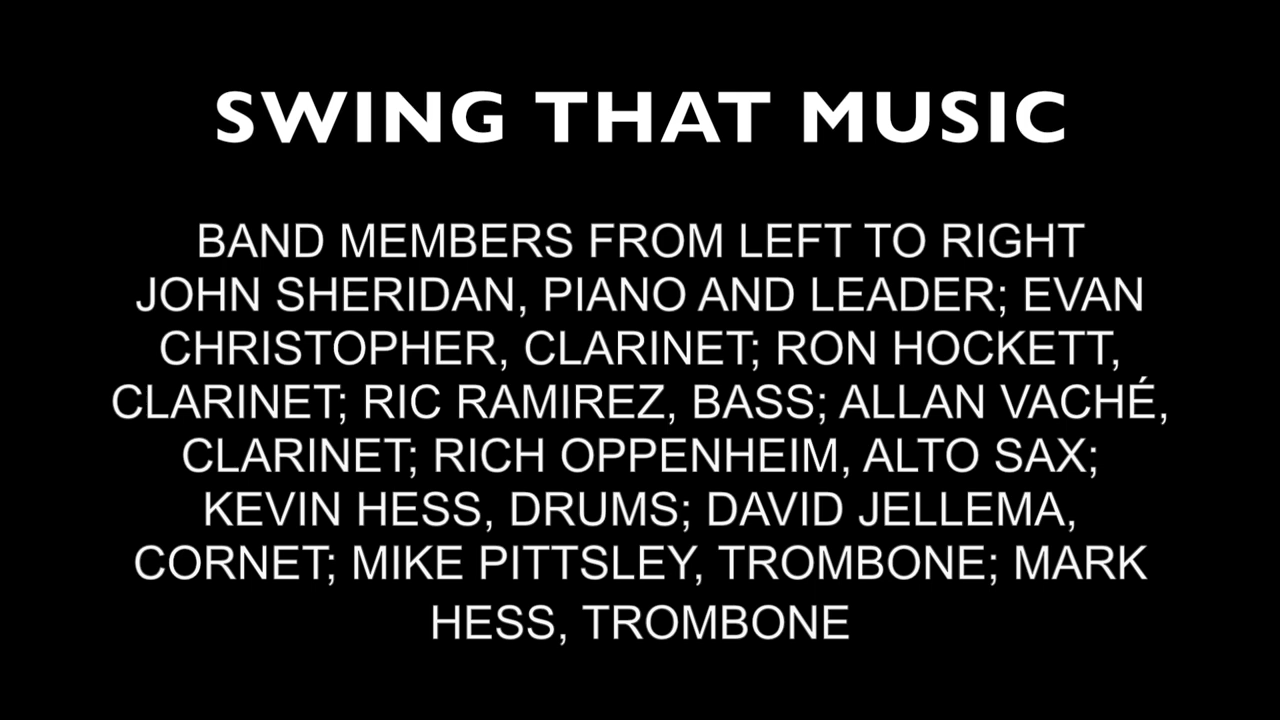 SWING THAT MUSIC
BAND MEMBERS FROM LEFT TO RIGHT
JOHN SHERIDAN, PIANO AND LEADER; EVAN
CHRISTOPHER, CLARINET; RON HOCKETT,
CLARINET; RIC RAMIREZ, BASS; ALLAN VACHÉ,
CLARINET; RICH OPPENHEIM, ALTO SAX;
KEVIN HESS, DRUMS; DAVID JELLEMA,
CORNET; MIKE PITTSLEY, TROMBONE; MARK
HESS, TROMBONE